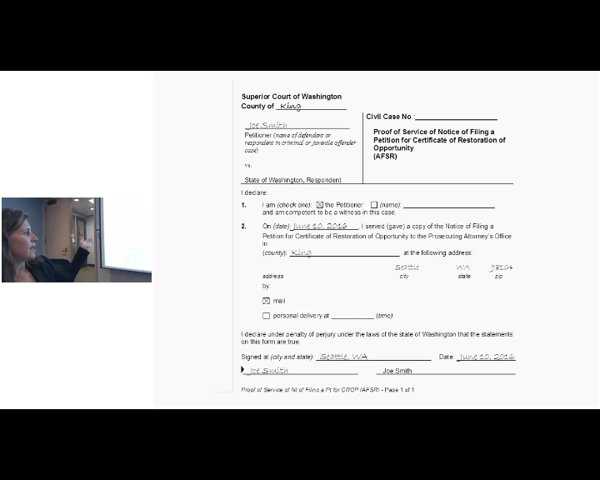 Superior Court of Washington
County of King
Civil Case No.:
Joe Smith
Petitioner (name of defendant or
respondent in criminal or juvenile offender
case)
Proof of Service of Notice of Filing a
Petition for Certificate of Restoration of
Opportunity
(AFSR)
vs.
State of Washington, Respondent
I declare:
1. I am (check one): ☒ the Petitioner ☐ (name):
and am competent to be a witness in this case.
2. On (date): June 10, 2016, I served (gave) a copy of the Notice of Filing a
Petition for Certificate of Restoration of Opportunity to the Prosecuting Attorney's Office
in
(county): King at the following address:
Seattle WA 98104
address city state zip
by:
☒ mail
☐ personal delivery at (time)
I declare under penalty of perjury under the laws of the state of Washington that the statements
on this form are true.
Signed at (city and state): Seattle, WA Date: June 10, 2016
Joe Smith Joe Smith
Proof of Service of Nt of Filing a Pt for CROP (AFSR) - Page 1 of 1